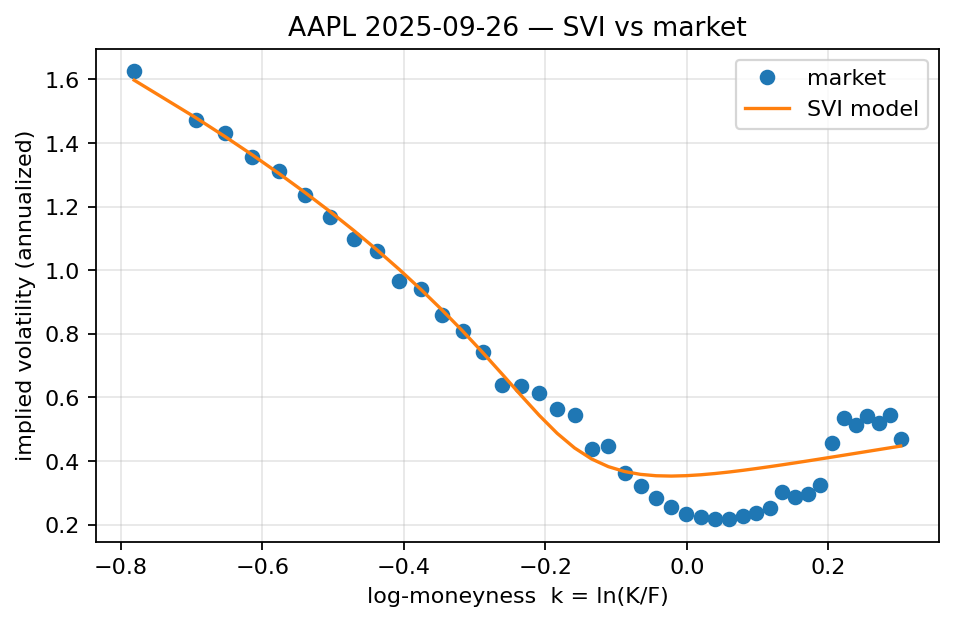 AAPL 2025-09-26 — SVI vs market
market
SVI model
implied volatility (annualized)
1.6
1.4
1.2
1.0
0.8
0.6
0.4
0.2
−0.8 −0.6 −0.4 −0.2 0.0 0.2
log-moneyness k = ln(K/F)